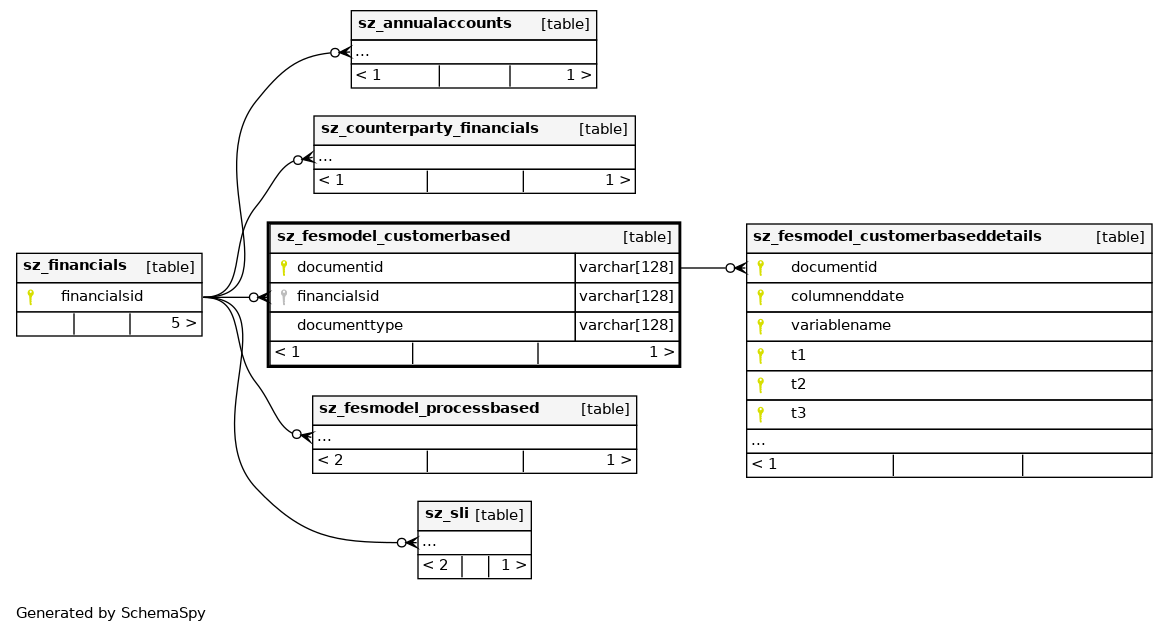 sz_annualaccounts [table]
...
< 1 1 >
sz_counterparty_financials [table]
...
< 1 1 >
sz_financials [table]
financialsid
5 >
sz_fesmodel_customerbased [table]
documentid varchar[128]
financialsid varchar[128]
documenttype varchar[128]
< 1 1 >
sz_fesmodel_customerbaseddetails [table]
documentid
columnenddate
variablename
t1
t2
t3
...
< 1
sz_fesmodel_processbased [table]
...
< 2 1 >
sz_sli [table]
...
< 2 1 >
Generated by SchemaSpy